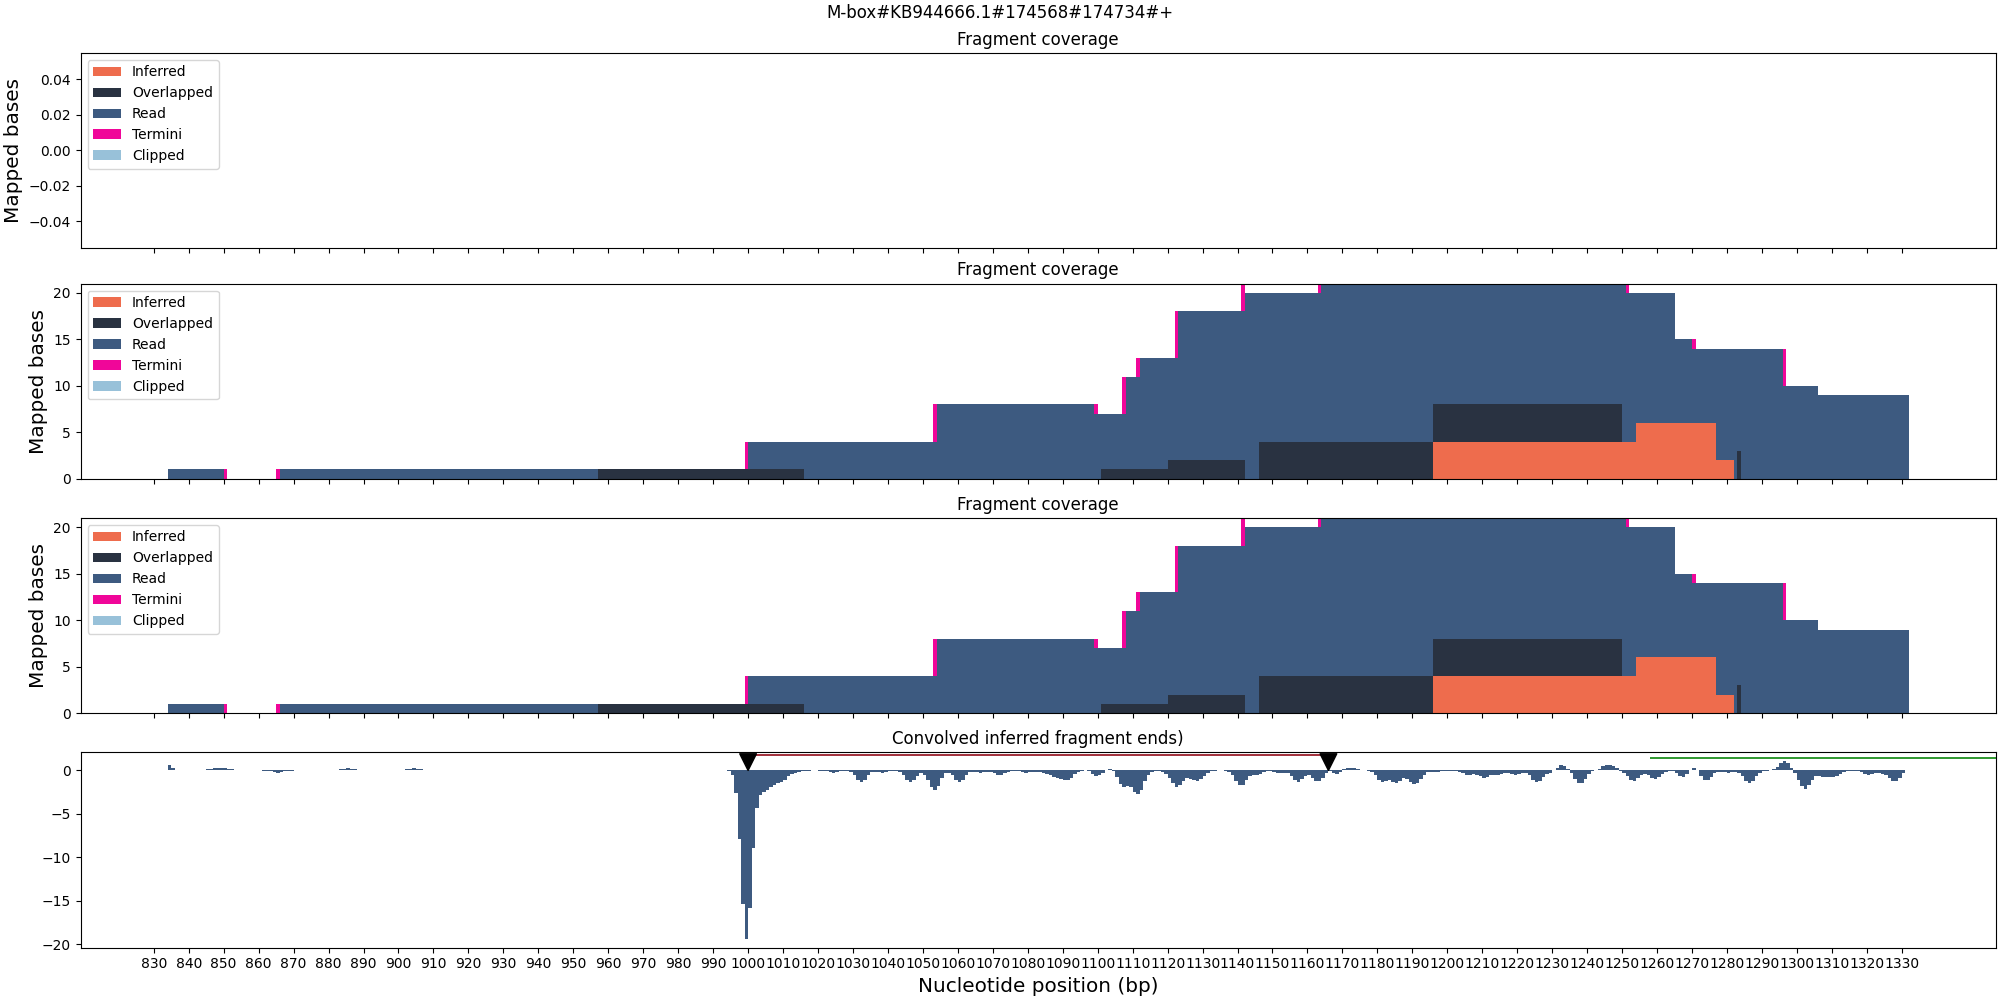 M-box#KB944666.1#174568#174734#+
Fragment coverage
Mapped bases
0.04
0.02
0.00
−0.02
−0.04
Inferred
Overlapped
Read
Termini
Clipped
Fragment coverage
Mapped bases
20
15
10
5
0
Inferred
Overlapped
Read
Termini
Clipped
Fragment coverage
Mapped bases
20
15
10
5
0
Inferred
Overlapped
Read
Termini
Clipped
Convolved inferred fragment ends)
0
−5
−10
−15
−20
830 840 850 860 870 880 890 900 910 920 930 940 950 960 970 980 990 1000 1010 1020 1030 1040 1050 1060 1070 1080 1090 1100 1110 1120 1130 1140 1150 1160 1170 1180 1190 1200 1210 1220 1230 1240 1250 1260 1270 1280 1290 1300 1310 1320 1330
Nucleotide position (bp)